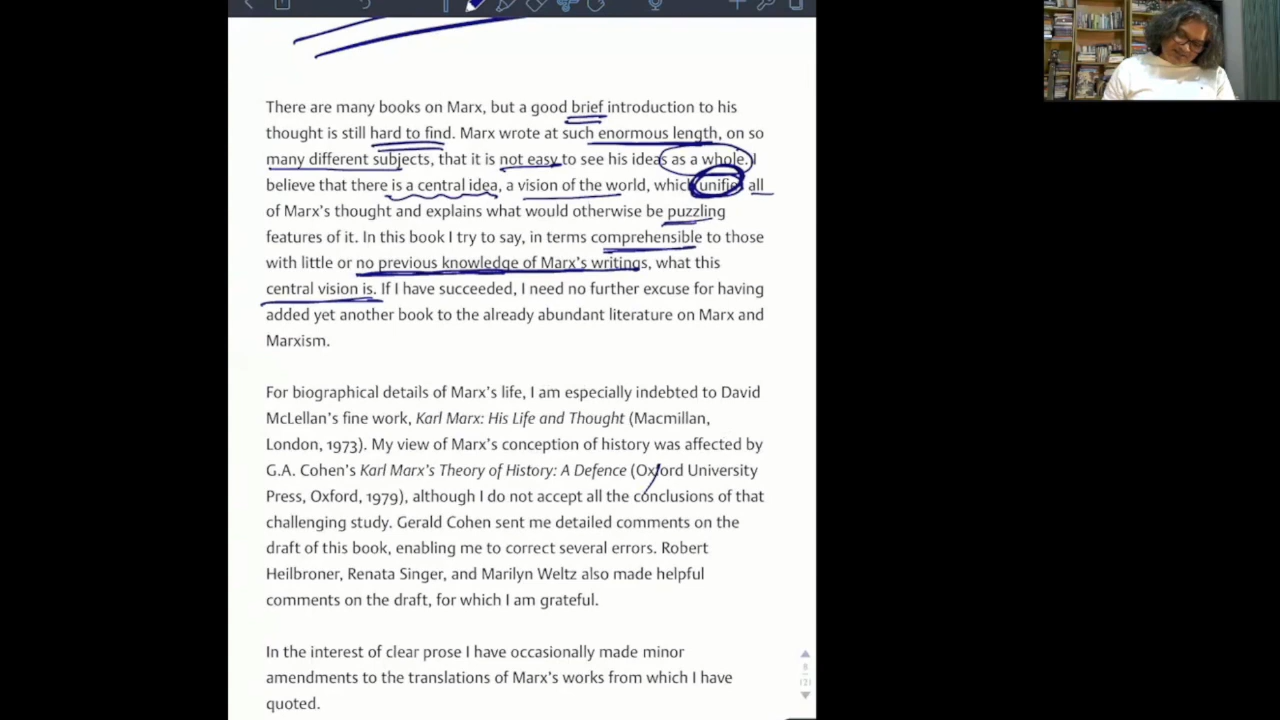 There are many books on Marx, but a good brief introduction to his
thought is still hard to find. Marx wrote at such enormous length, on so
many different subjects, that it is not easy to see his ideas as a whole. I
believe that there is a central idea, a vision of the world, which unifies all
of Marx's thought and explains what would otherwise be puzzling
features of it. In this book I try to say, in terms comprehensible to those
with little or no previous knowledge of Marx's writings, what this
central vision is. If I have succeeded, I need no further excuse for having
added yet another book to the already abundant literature on Marx and
Marxism.
For biographical details of Marx's life, I am especially indebted to David
McLellan's fine work, Karl Marx: His Life and Thought (Macmillan,
London, 1973). My view of Marx's conception of history was affected by
G.A. Cohen's Karl Marx's Theory of History: A Defence (Oxford University
Press, Oxford, 1979), although I do not accept all the conclusions of that
challenging study. Gerald Cohen sent me detailed comments on the
draft of this book, enabling me to correct several errors. Robert
Heilbroner, Renata Singer, and Marilyn Weltz also made helpful
comments on the draft, for which I am grateful.
In the interest of clear prose I have occasionally made minor
amendments to the translations of Marx's works from which I have
quoted.
8
121